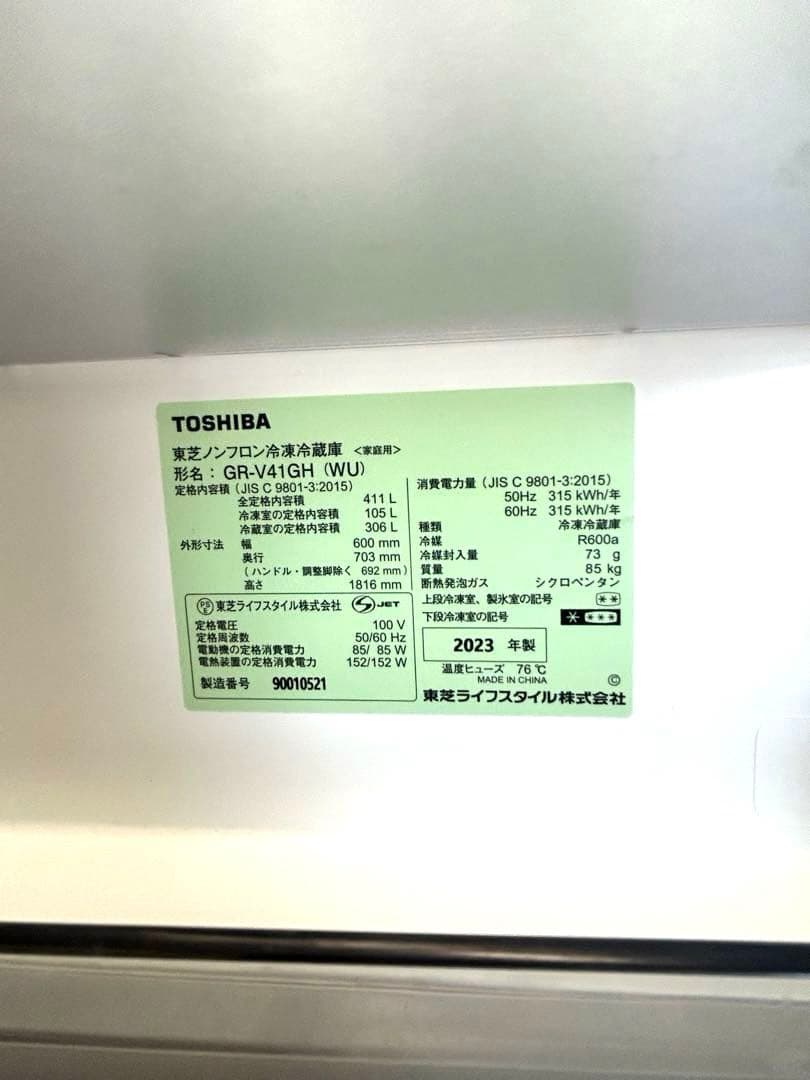 TOSHIBA
東芝ノンフロン冷凍冷蔵庫 <家庭用>
形名: GR-V41GH (WU)
定格内容積 (JIS C 9801-3:2015)
全定格内容積 411 L
冷凍室の定格内容積 105 L
冷蔵室の定格内容積 306 L
外形寸法 幅 600 mm
奥行 703 mm
(ハンドル・調整脚除く 692 mm)
高さ 1816 mm
PS E 東芝ライフスタイル株式会社 JET
定格電圧 100 V
定格周波数 50/60 Hz
電動機の定格消費電力 85/ 85 W
電熱装置の定格消費電力 152/152 W
製造番号 90010521
消費電力量 (JIS C 9801-3:2015)
50Hz 315 kWh/年
60Hz 315 kWh/年
種類 冷凍冷蔵庫
冷媒 R600a
冷媒封入量 73 g
質量 85 kg
断熱発泡ガス シクロペンタン
上段冷凍室、製氷室の記号 **
下段冷凍室の記号 * ***
2023 年製
温度ヒューズ 76 ℃
MADE IN CHINA Ⓒ
東芝ライフスタイル株式会社